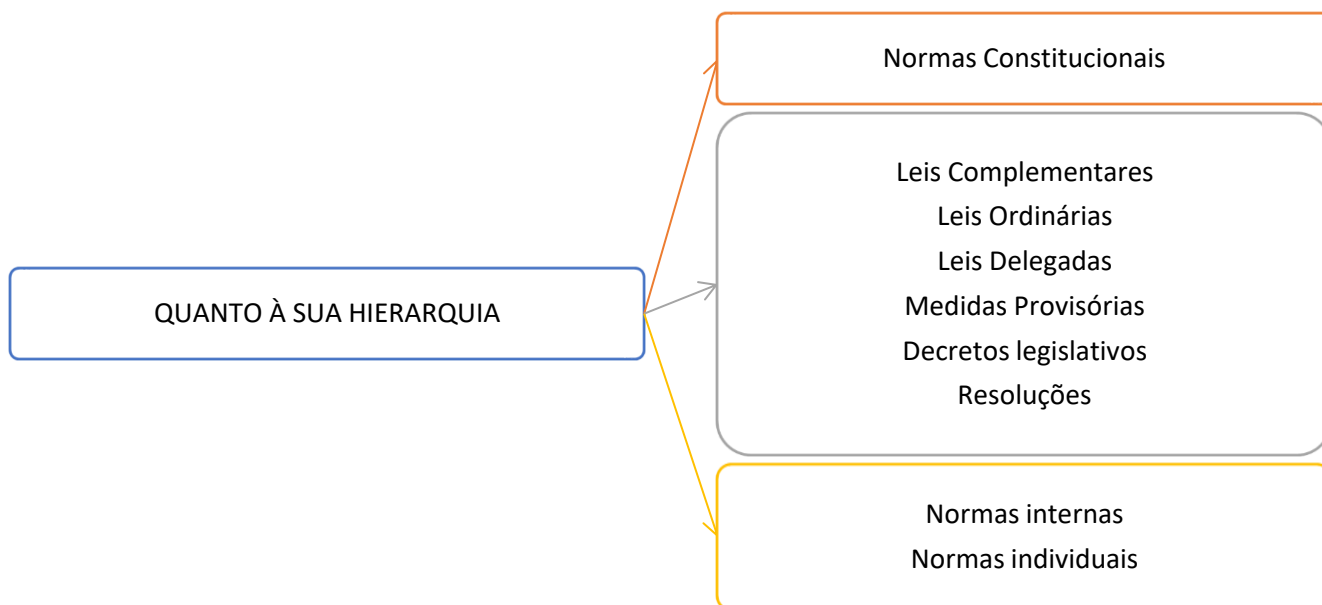 QUANTO À SUA HIERARQUIA
Normas Constitucionais
Leis Complementares
Leis Ordinárias
Leis Delegadas
Medidas Provisórias
Decretos legislativos
Resoluções
Normas internas
Normas individuais